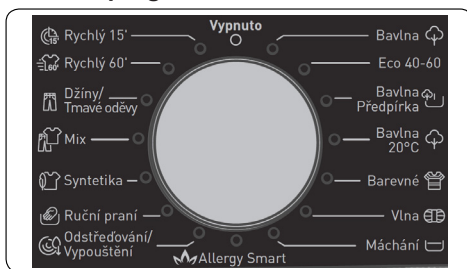 Vypnuto
Rychlý 15'
Rychlý 60'
Džíny/
Tmavé oděvy
Mix
Syntetika
Ruční praní
Odstřeďování/
Vypouštění
Allergy Smart
Bavlna
Eco 40-60
Bavlna
Předpírka
Bavlna
20°C
Barevné
Vlna
Máchání